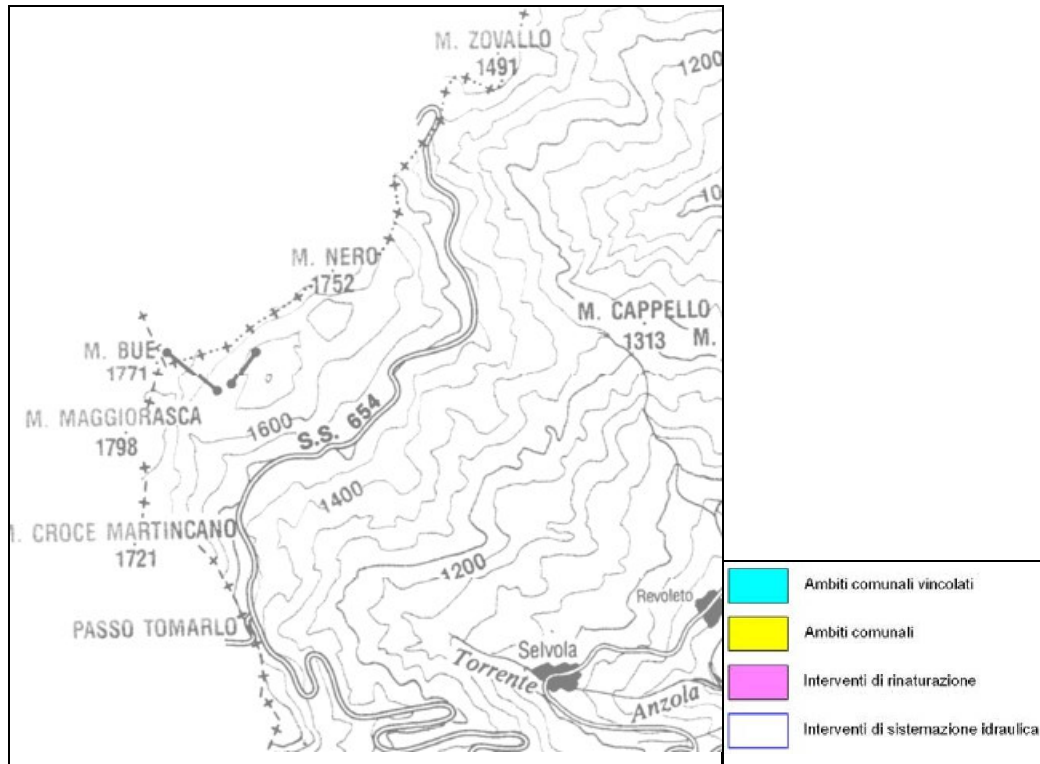 M. ZOVALLO
1491
1200
10
M. NERO
1752
M. CAPPELLO
1313
M.
M. BUE
1771
M. MAGGIORASCA
1798
1600
S.S. 654
1400
. CROCE MARTINCANO
1721
1200
Revoleto
PASSO TOMARLO
Selvola
Torrente
Anzola
Ambiti comunali vincolati
Ambiti comunali
Interventi di rinaturazione
Interventi di sistemazione idraulica